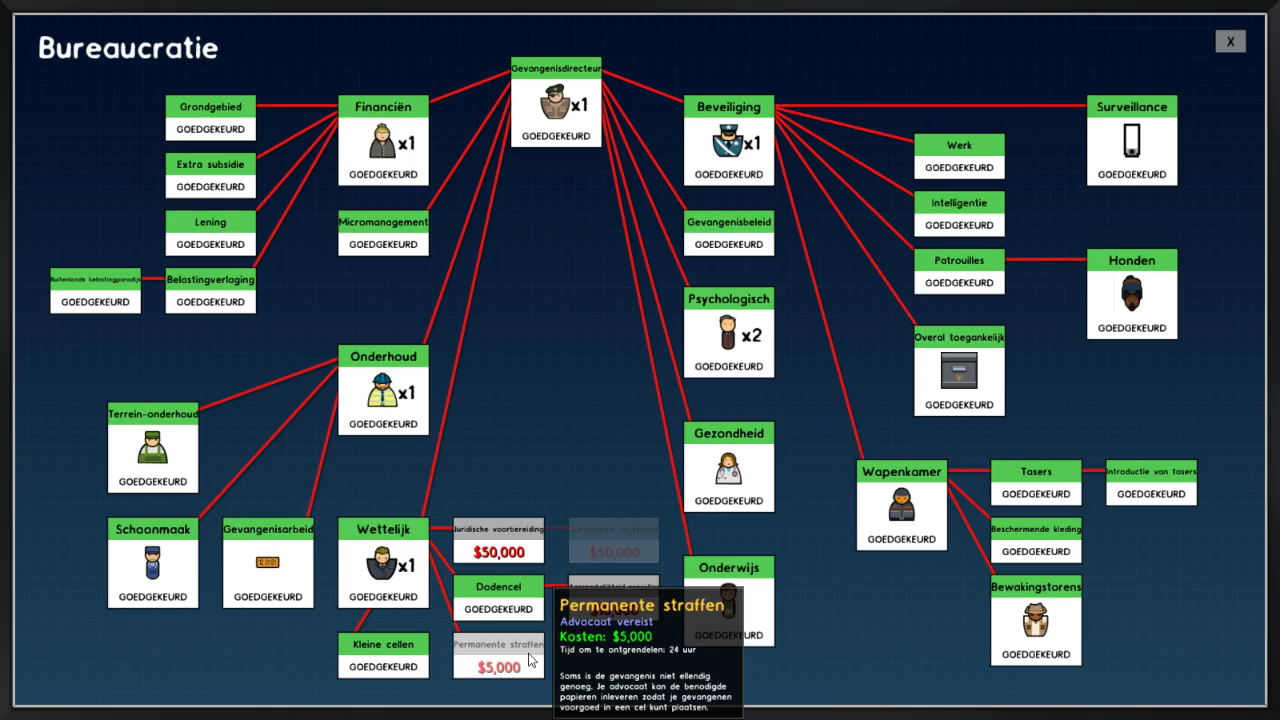 Bureaucratie
X
Gevangenisdirecteur
x1
GOEDGEKEURD
Grondgebied
GOEDGEKEURD
Financiën
x1
GOEDGEKEURD
Beveiliging
x1
GOEDGEKEURD
Surveillance
GOEDGEKEURD
Werk
GOEDGEKEURD
Extra subsidie
GOEDGEKEURD
Intelligentie
GOEDGEKEURD
Lening
GOEDGEKEURD
Micromanagement
GOEDGEKEURD
Gevangenisbeleid
GOEDGEKEURD
Patrouilles
GOEDGEKEURD
Honden
GOEDGEKEURD
Buitenlands belastingparadijs
GOEDGEKEURD
Belastingverlaging
GOEDGEKEURD
Psychologisch
x2
GOEDGEKEURD
Overal toegankelijk
GOEDGEKEURD
Onderhoud
x1
GOEDGEKEURD
Terrein-onderhoud
GOEDGEKEURD
Gezondheid
GOEDGEKEURD
Wapenkamer
GOEDGEKEURD
Tasers
GOEDGEKEURD
Introductie van tasers
GOEDGEKEURD
Schoonmaak
GOEDGEKEURD
Gevangenisarbeid
GOEDGEKEURD
Wettelijk
x1
GOEDGEKEURD
Juridische voorbereiding
$50,000
Juridische bijstand
$50,000
Beschermende kleding
GOEDGEKEURD
Onderwijs
Dodencel
GOEDGEKEURD
Bewakingstorens
GOEDGEKEURD
Kleine cellen
GOEDGEKEURD
Permanente straffen
$5,000
Permanente straffen
Advocaat vereist
Kosten: $5,000
Tijd om te ontgrendelen: 24 uur
Soms is de gevangenis niet ellendig
genoeg. Je advocaat kan de benodigde
papieren inleveren zodat je gevangenen
voorgoed in een cel kunt plaatsen.